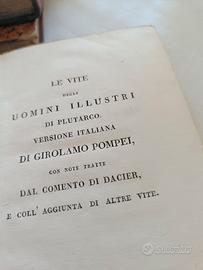 LE VITE
DEGLI
UOMINI ILLUSTRI
DI PLUTARCO.
VERSIONE ITALIANA
DI GIROLAMO POMPEI,
CON NOTE TRATTE
DAL COMENTO DI DACIER,
E COLL' AGGIUNTA DI ALTRE VITE.
subito